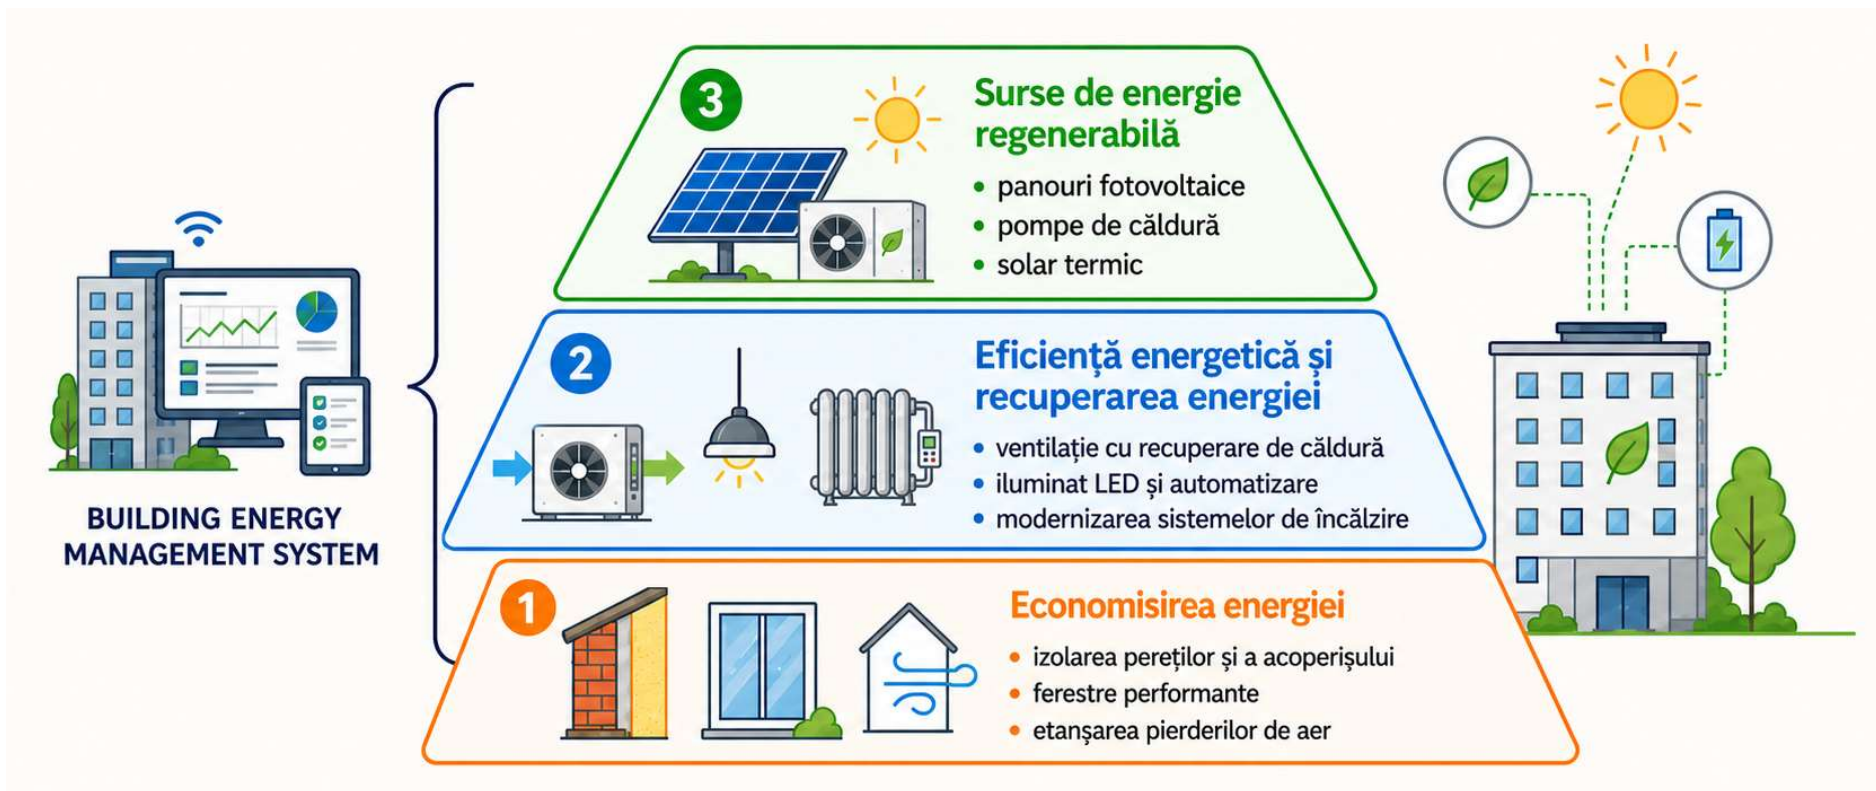 3
Surse de energie
regenerabilă
• panouri fotovoltaice
• pompe de căldură
• solar termic
2
Eficiență energetică și
recuperarea energiei
• ventilație cu recuperare de căldură
• iluminat LED și automatizare
• modernizarea sistemelor de încălzire
BUILDING ENERGY
MANAGEMENT SYSTEM
1
Economisirea energiei
• izolarea pereților și a acoperișului
• ferestre performante
• etanșarea pierderilor de aer